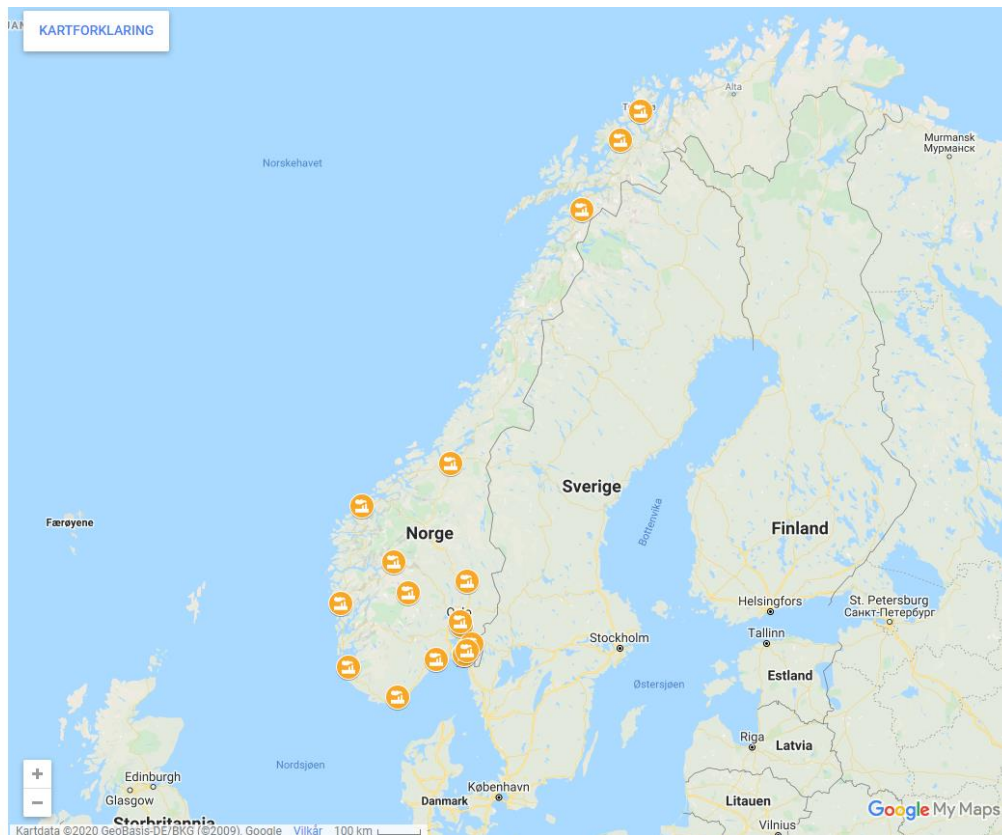 KARTFORKLARING
Alta
Murmansk
Мурманск
Norskehavet
Sverige
Færøyene
Norge
Bottenvika
Finland
Helsingfors
St. Petersburg
Санкт-Петербург
Stockholm
Tallinn
Estland
Østersjøen
Riga
Latvia
Nordsjøen
Edinburgh
Glasgow
København
Danmark
Litauen
Storbritannia
Vilnius
Google My Maps
Kartdata ©2020 GeoBasis-DE/BKG (©2009), Google Vilkår 100 km